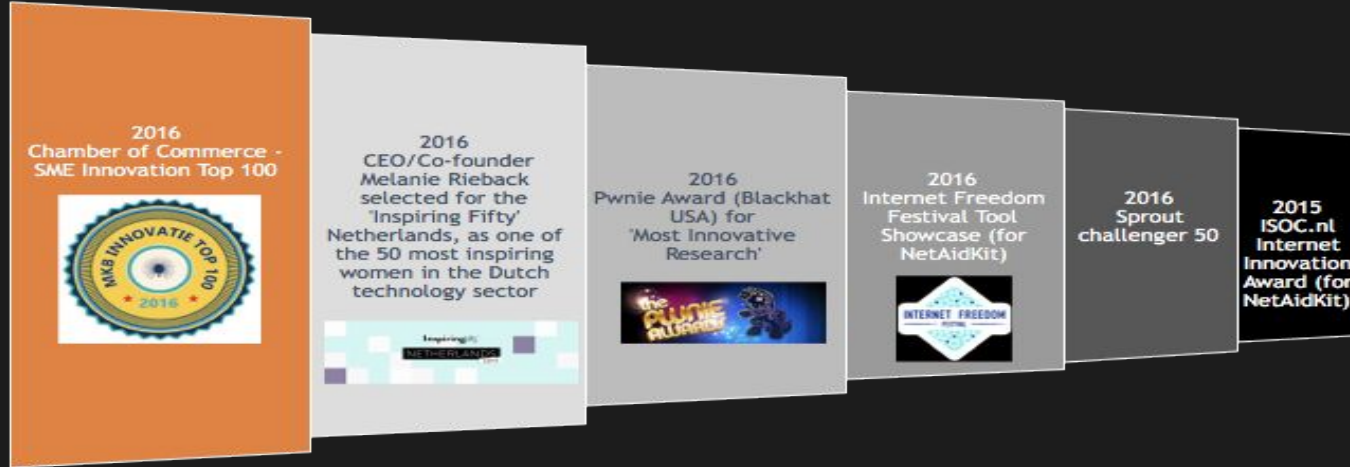 2016
Chamber of Commerce -
SME Innovation Top 100
MKB INNOVATIE TOP 100
2016
2016
CEO/Co-founder
Melanie Rieback
selected for the
'Inspiring Fifty'
Netherlands, as one of
the 50 most inspiring
women in the Dutch
technology sector
Inspiring
NETHERLANDS
2016
Pwnie Award (Blackhat
USA) for
'Most Innovative
Research'
the
PWNIE
AWARDS
2016
Internet Freedom
Festival Tool
Showcase (for
NetAidKit)
INTERNET FREEDOM
FESTIVAL
2016
Sprout
challenger 50
2015
ISOC.nl
Internet
Innovation
Award (for
NetAidKit)